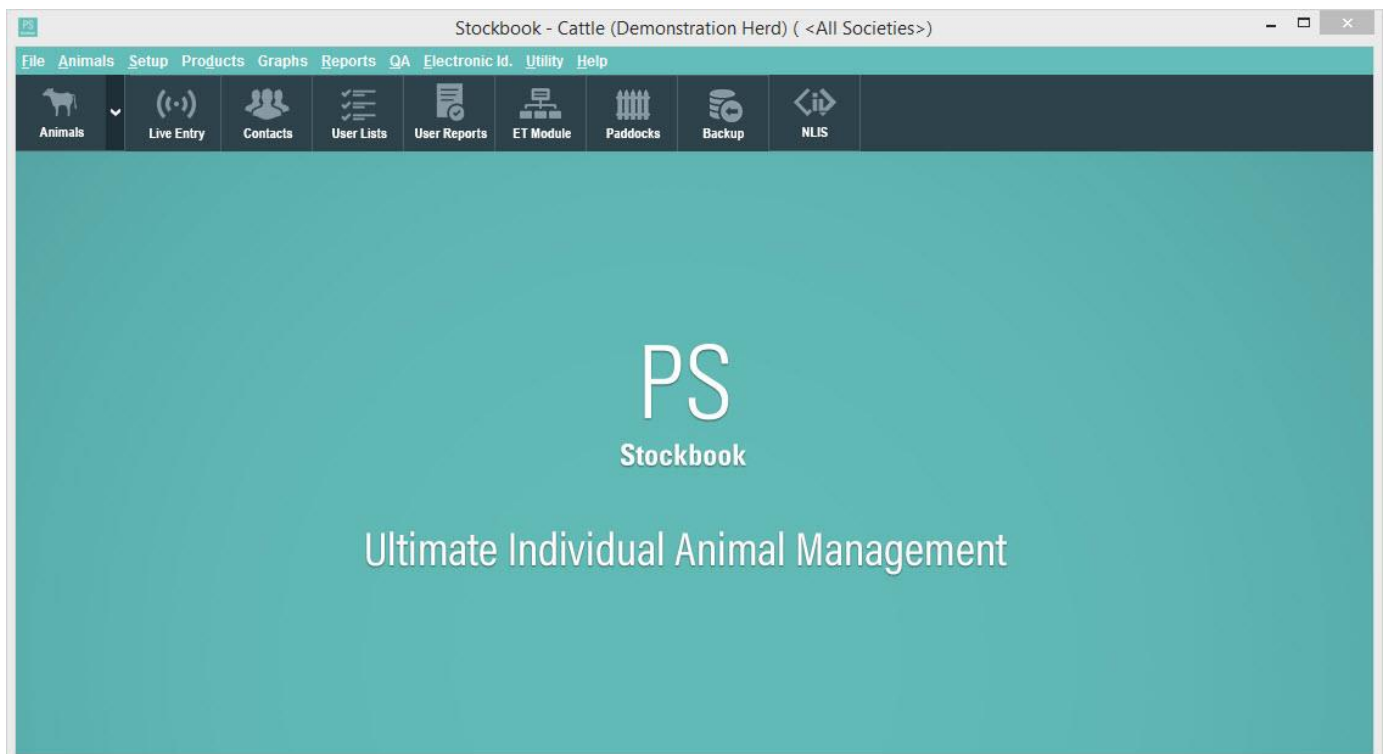 PS
Stockbook - Cattle (Demonstration Herd) ( <All Societies>)
File Animals Setup Products Graphs Reports QA Electronic Id. Utility Help
Animals Live Entry Contacts User Lists User Reports ET Module Paddocks Backup NLIS
PS
Stockbook
Ultimate Individual Animal Management